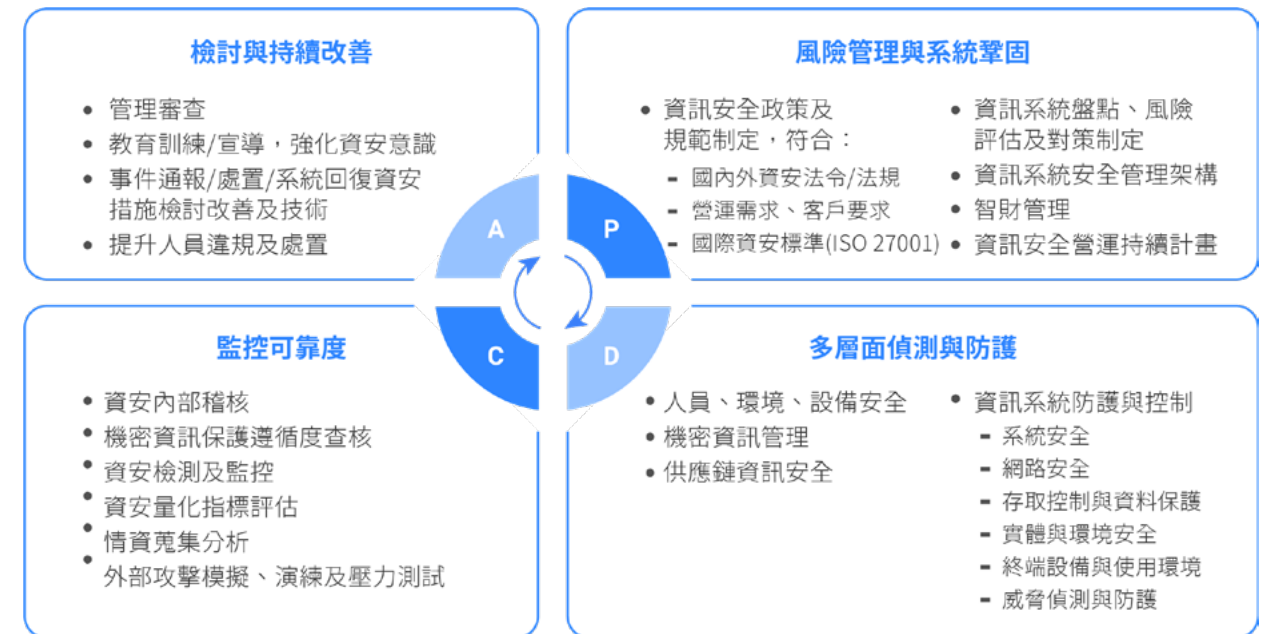 檢討與持續改善
• 管理審查
• 教育訓練/宣導，強化資安意識
• 事件通報/處置/系統回復資安
措施檢討改善及技術
• 提升人員違規及處置
風險管理與系統鞏固
• 資訊安全政策及
規範制定，符合：
- 國內外資安法令/法規
- 營運需求、客戶要求
- 國際資安標準(ISO 27001)
• 資訊系統盤點、風險
評估及對策制定
• 資訊系統安全管理架構
• 智財管理
• 資訊安全營運持續計畫
A
P
C
D
監控可靠度
• 資安內部稽核
• 機密資訊保護遵循度查核
• 資安檢測及監控
• 資安量化指標評估
• 情資蒐集分析
• 外部攻擊模擬、演練及壓力測試
多層面偵測與防護
• 人員、環境、設備安全
• 機密資訊管理
• 供應鏈資訊安全
• 資訊系統防護與控制
- 系統安全
- 網路安全
- 存取控制與資料保護
- 實體與環境安全
- 終端設備與使用環境
- 威脅偵測與防護